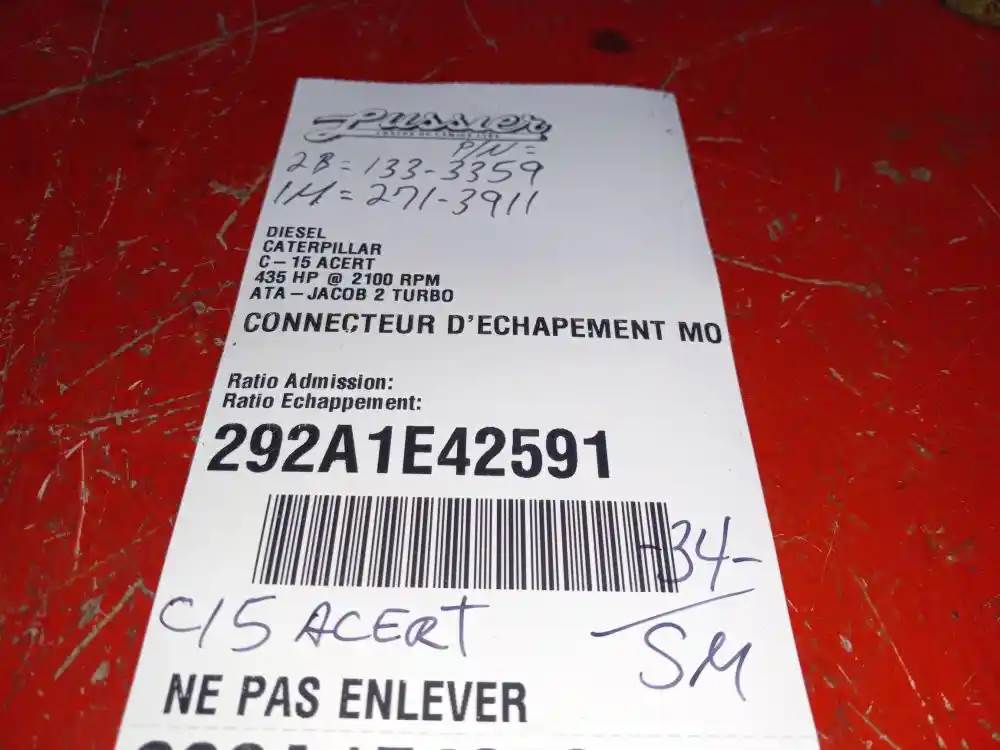 Lussier
P/N =
2B = 133-3359
1M = 271-3911
DIESEL
CATERPILLAR
C-15 ACERT
435 HP @ 2100 RPM
ATA-JACOB 2 TURBO
CONNECTEUR D'ECHAPEMENT MO
Ratio Admission:
Ratio Echappement:
292A1E42591
-34-
C15 ACERT
SM
NE PAS ENLEVER